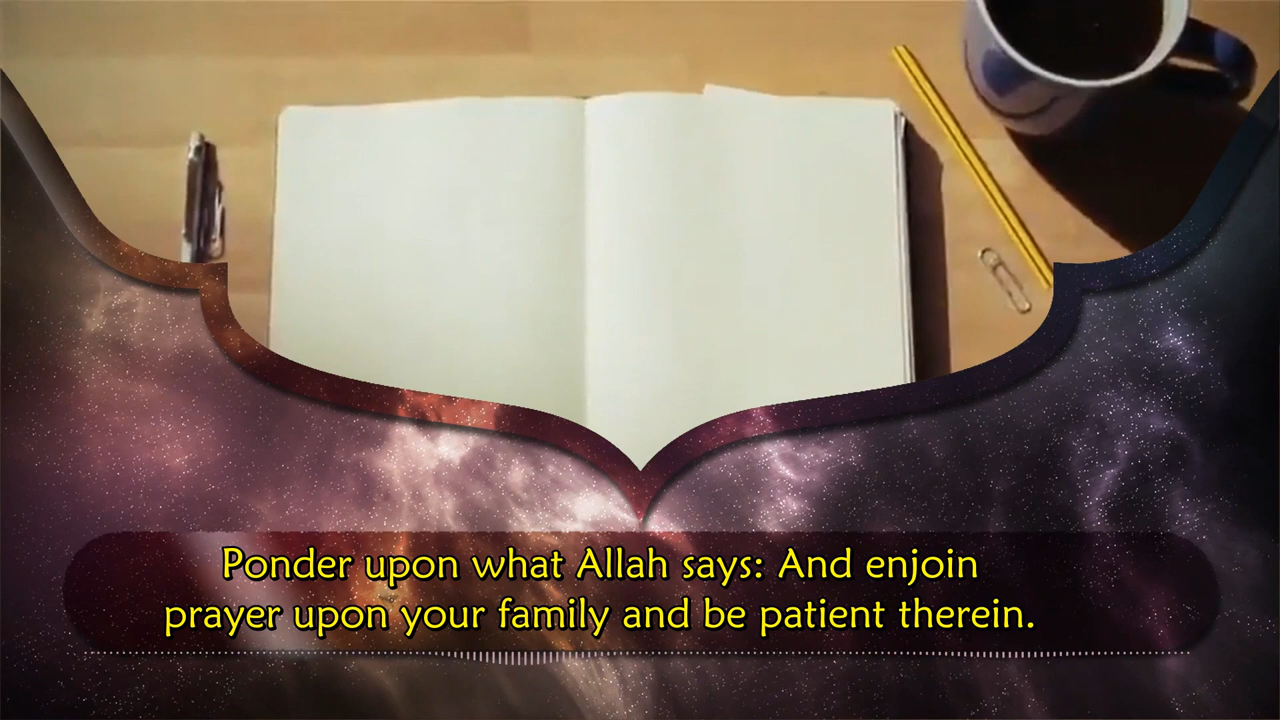 Ponder upon what Allah says: And enjoin
prayer upon your family and be patient therein.